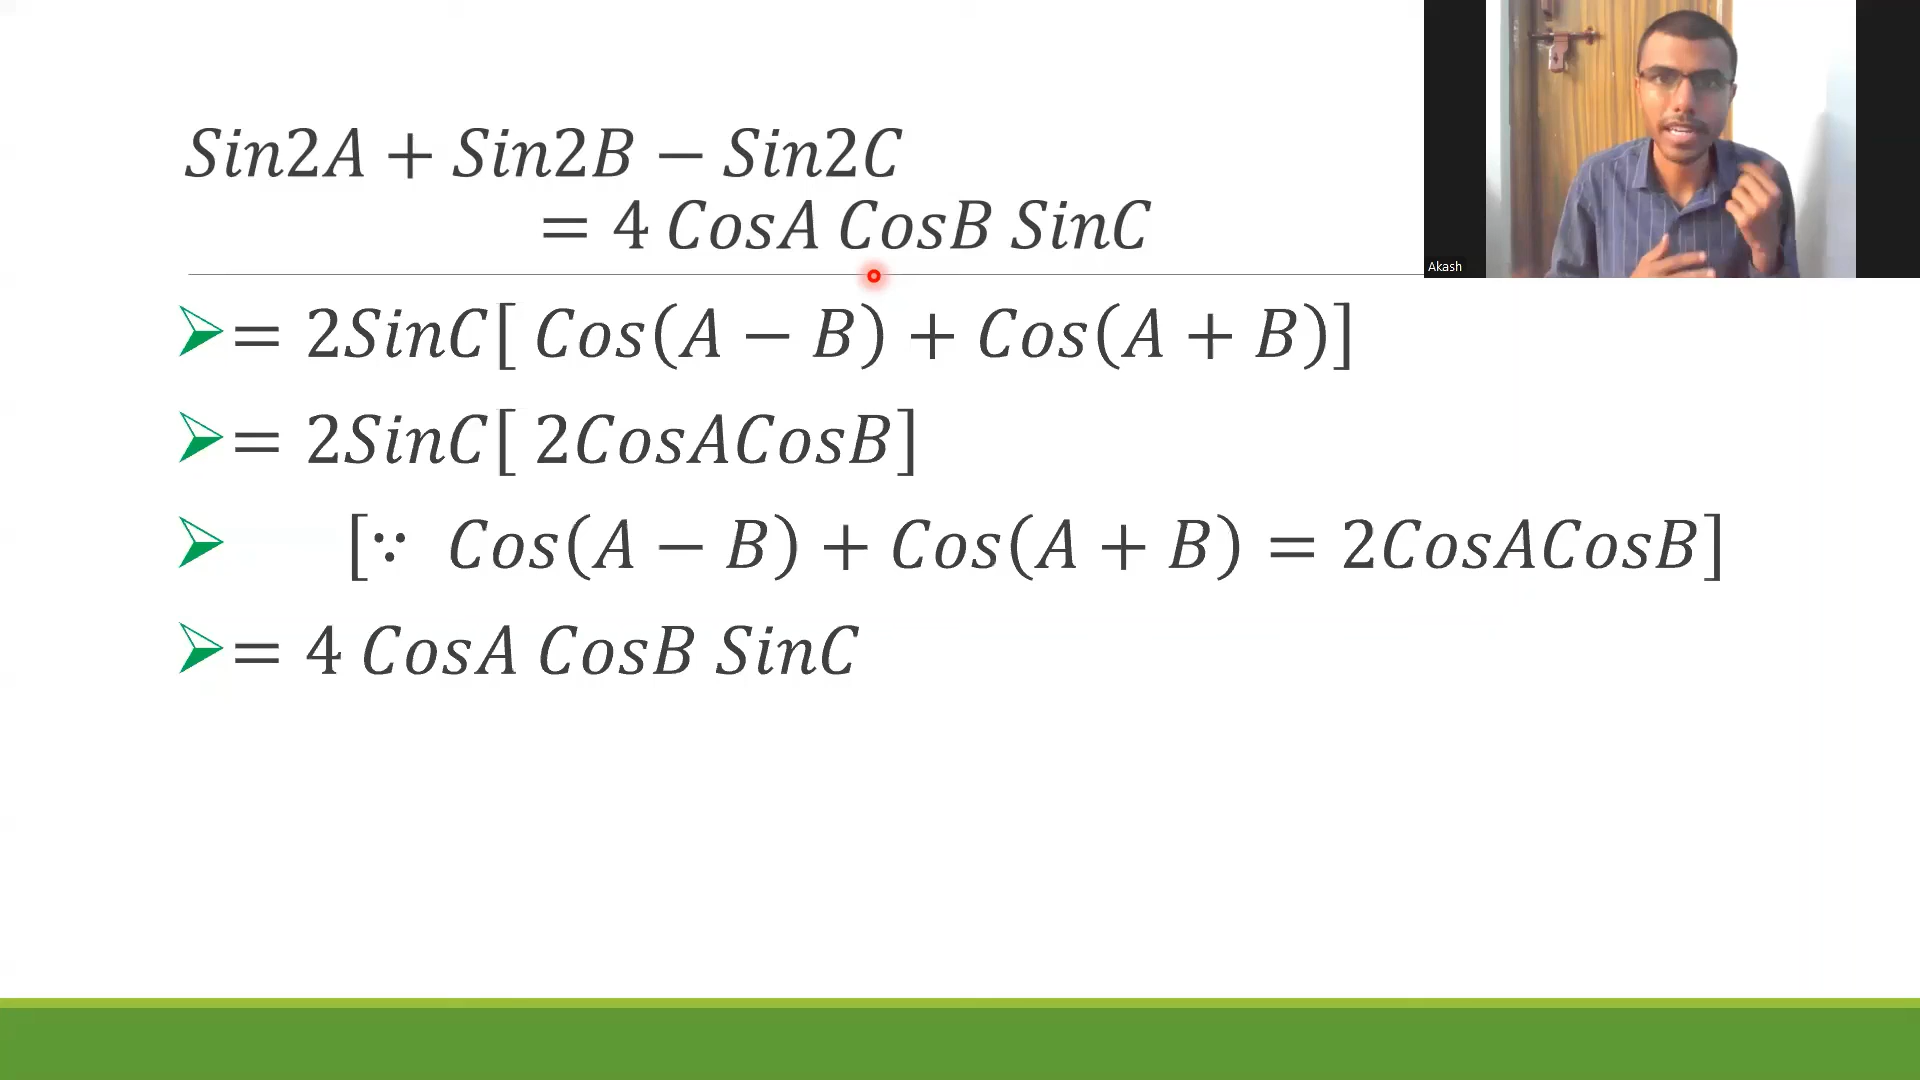 Sin2A + Sin2B − Sin2C
= 4 CosA CosB SinC
Akash
= 2SinC[ Cos(A − B) + Cos(A + B)]
= 2SinC[ 2CosACosB]
[∵ Cos(A − B) + Cos(A + B) = 2CosACosB]
= 4 CosA CosB SinC